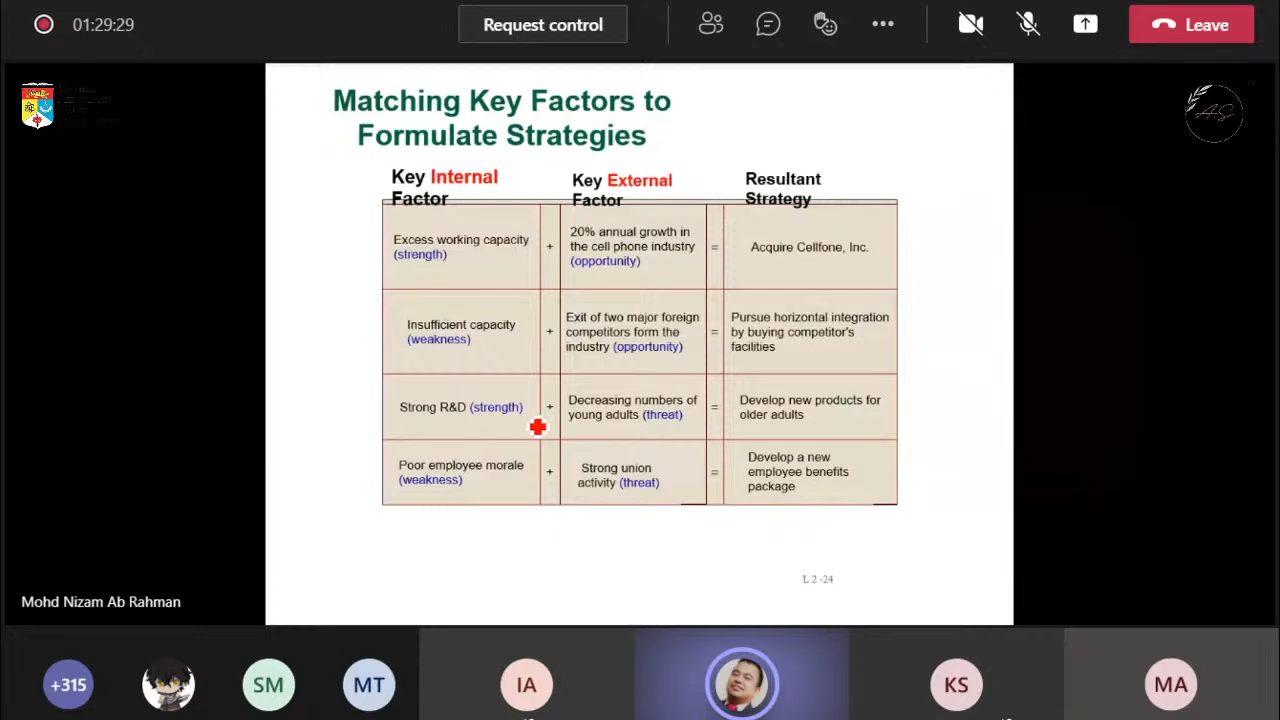 01:29:29
Request control
Leave
Matching Key Factors to
Formulate Strategies
Key Internal
Factor
Key External
Factor
Resultant
Strategy
Excess working capacity
(strength)
+
20% annual growth in
the cell phone industry
(opportunity)
=
Acquire Cellfone, Inc.
Insufficient capacity
(weakness)
+
Exit of two major foreign
competitors form the
industry (opportunity)
=
Pursue horizontal integration
by buying competitor's
facilities
Strong R&D (strength)
+
Decreasing numbers of
young adults (threat)
=
Develop new products for
older adults
Poor employee morale
(weakness)
+
Strong union
activity (threat)
=
Develop a new
employee benefits
package
L 2 -24
AS
Mohd Nizam Ab Rahman
+315
SM
MT
IA
KS
MA